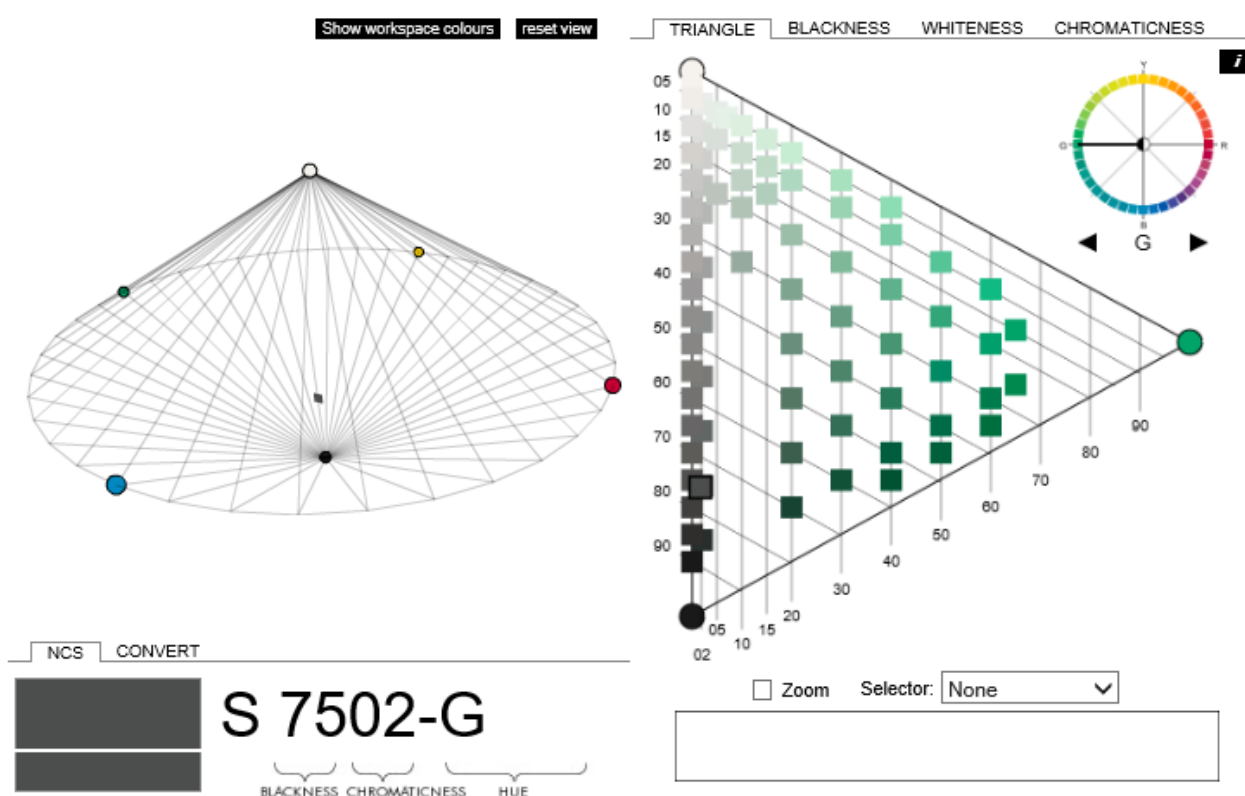 Show workspace colours
reset view
TRIANGLE BLACKNESS WHITENESS CHROMATICNESS
i
05
10
15
20
30
40
50
60
70
80
90
Y
G
R
B
G
90
80
70
60
50
40
30
20
15
10
05
02
NCS CONVERT
S 7502-G
BLACKNESS CHROMATICNESS HUE
Zoom Selector: None